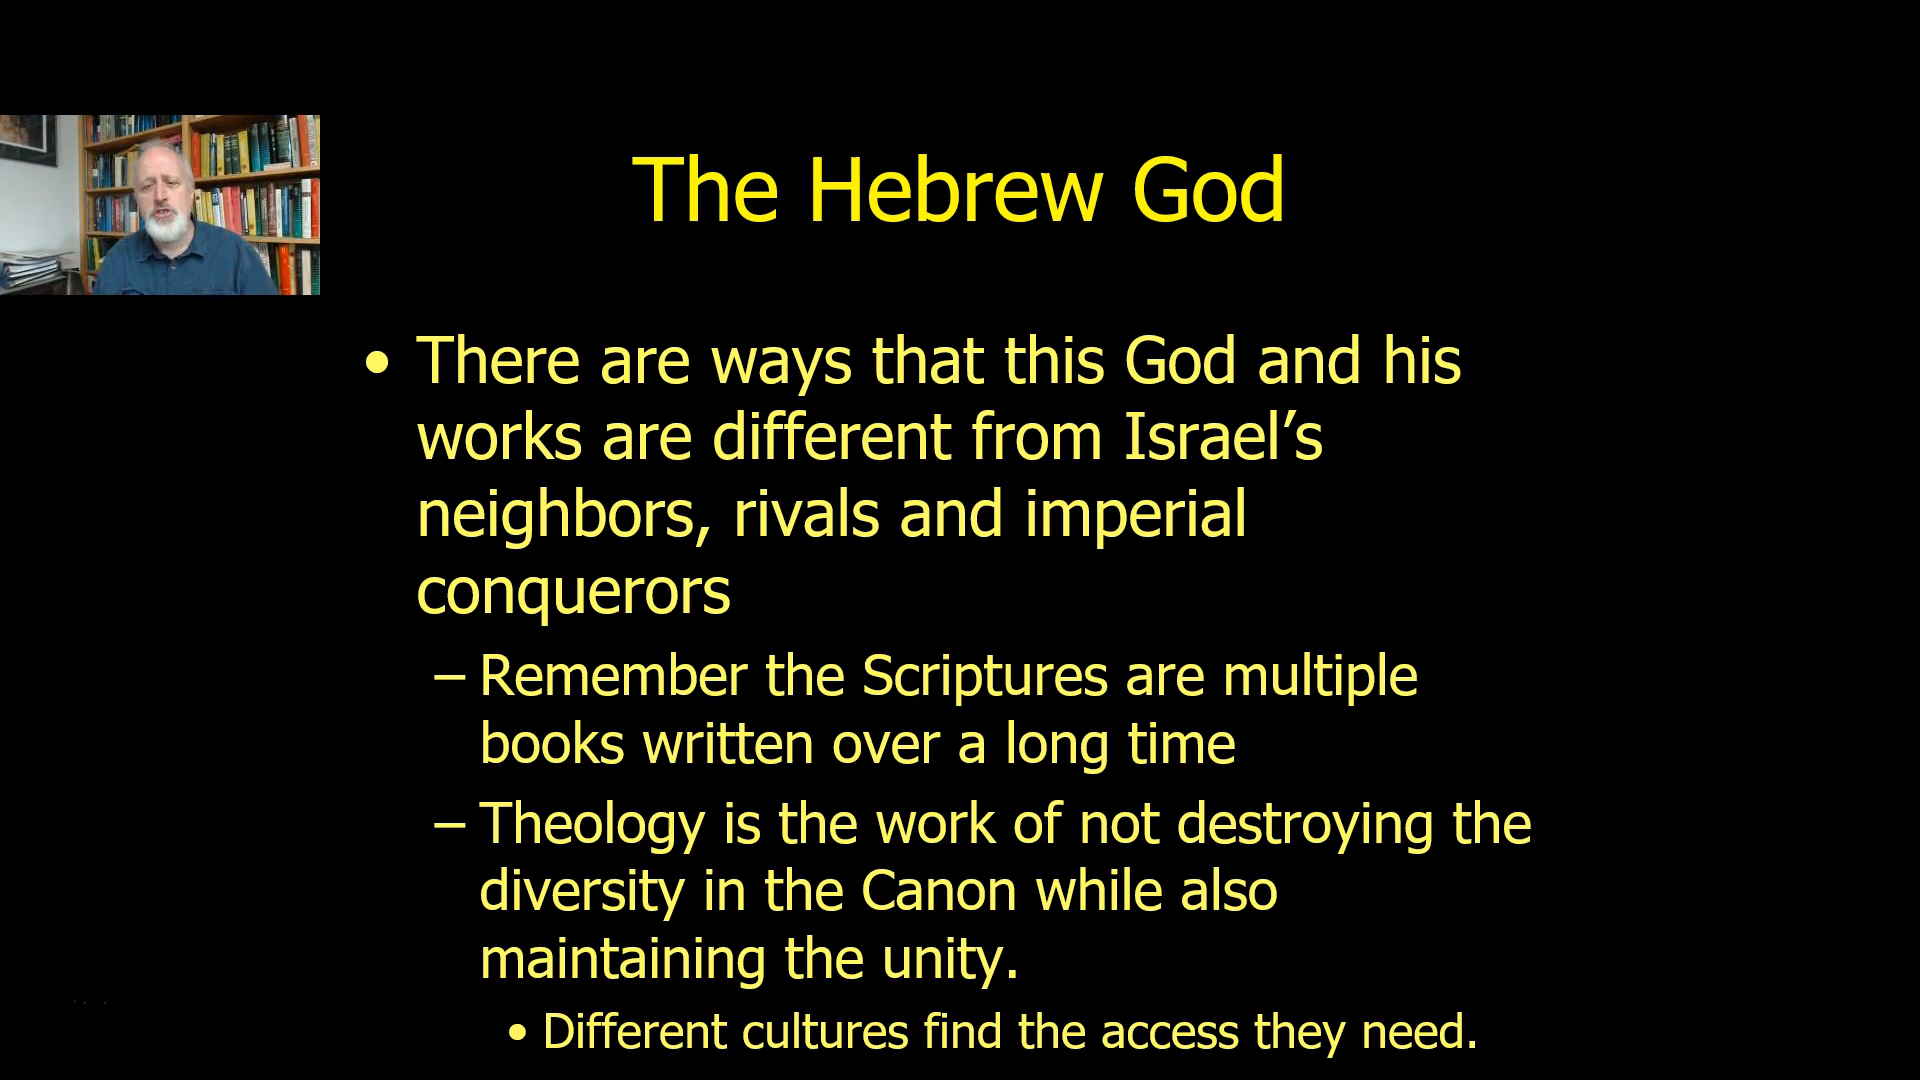 The Hebrew God
• There are ways that this God and his
works are different from Israel’s
neighbors, rivals and imperial
conquerors
– Remember the Scriptures are multiple
books written over a long time
– Theology is the work of not destroying the
diversity in the Canon while also
maintaining the unity.
• Different cultures find the access they need.